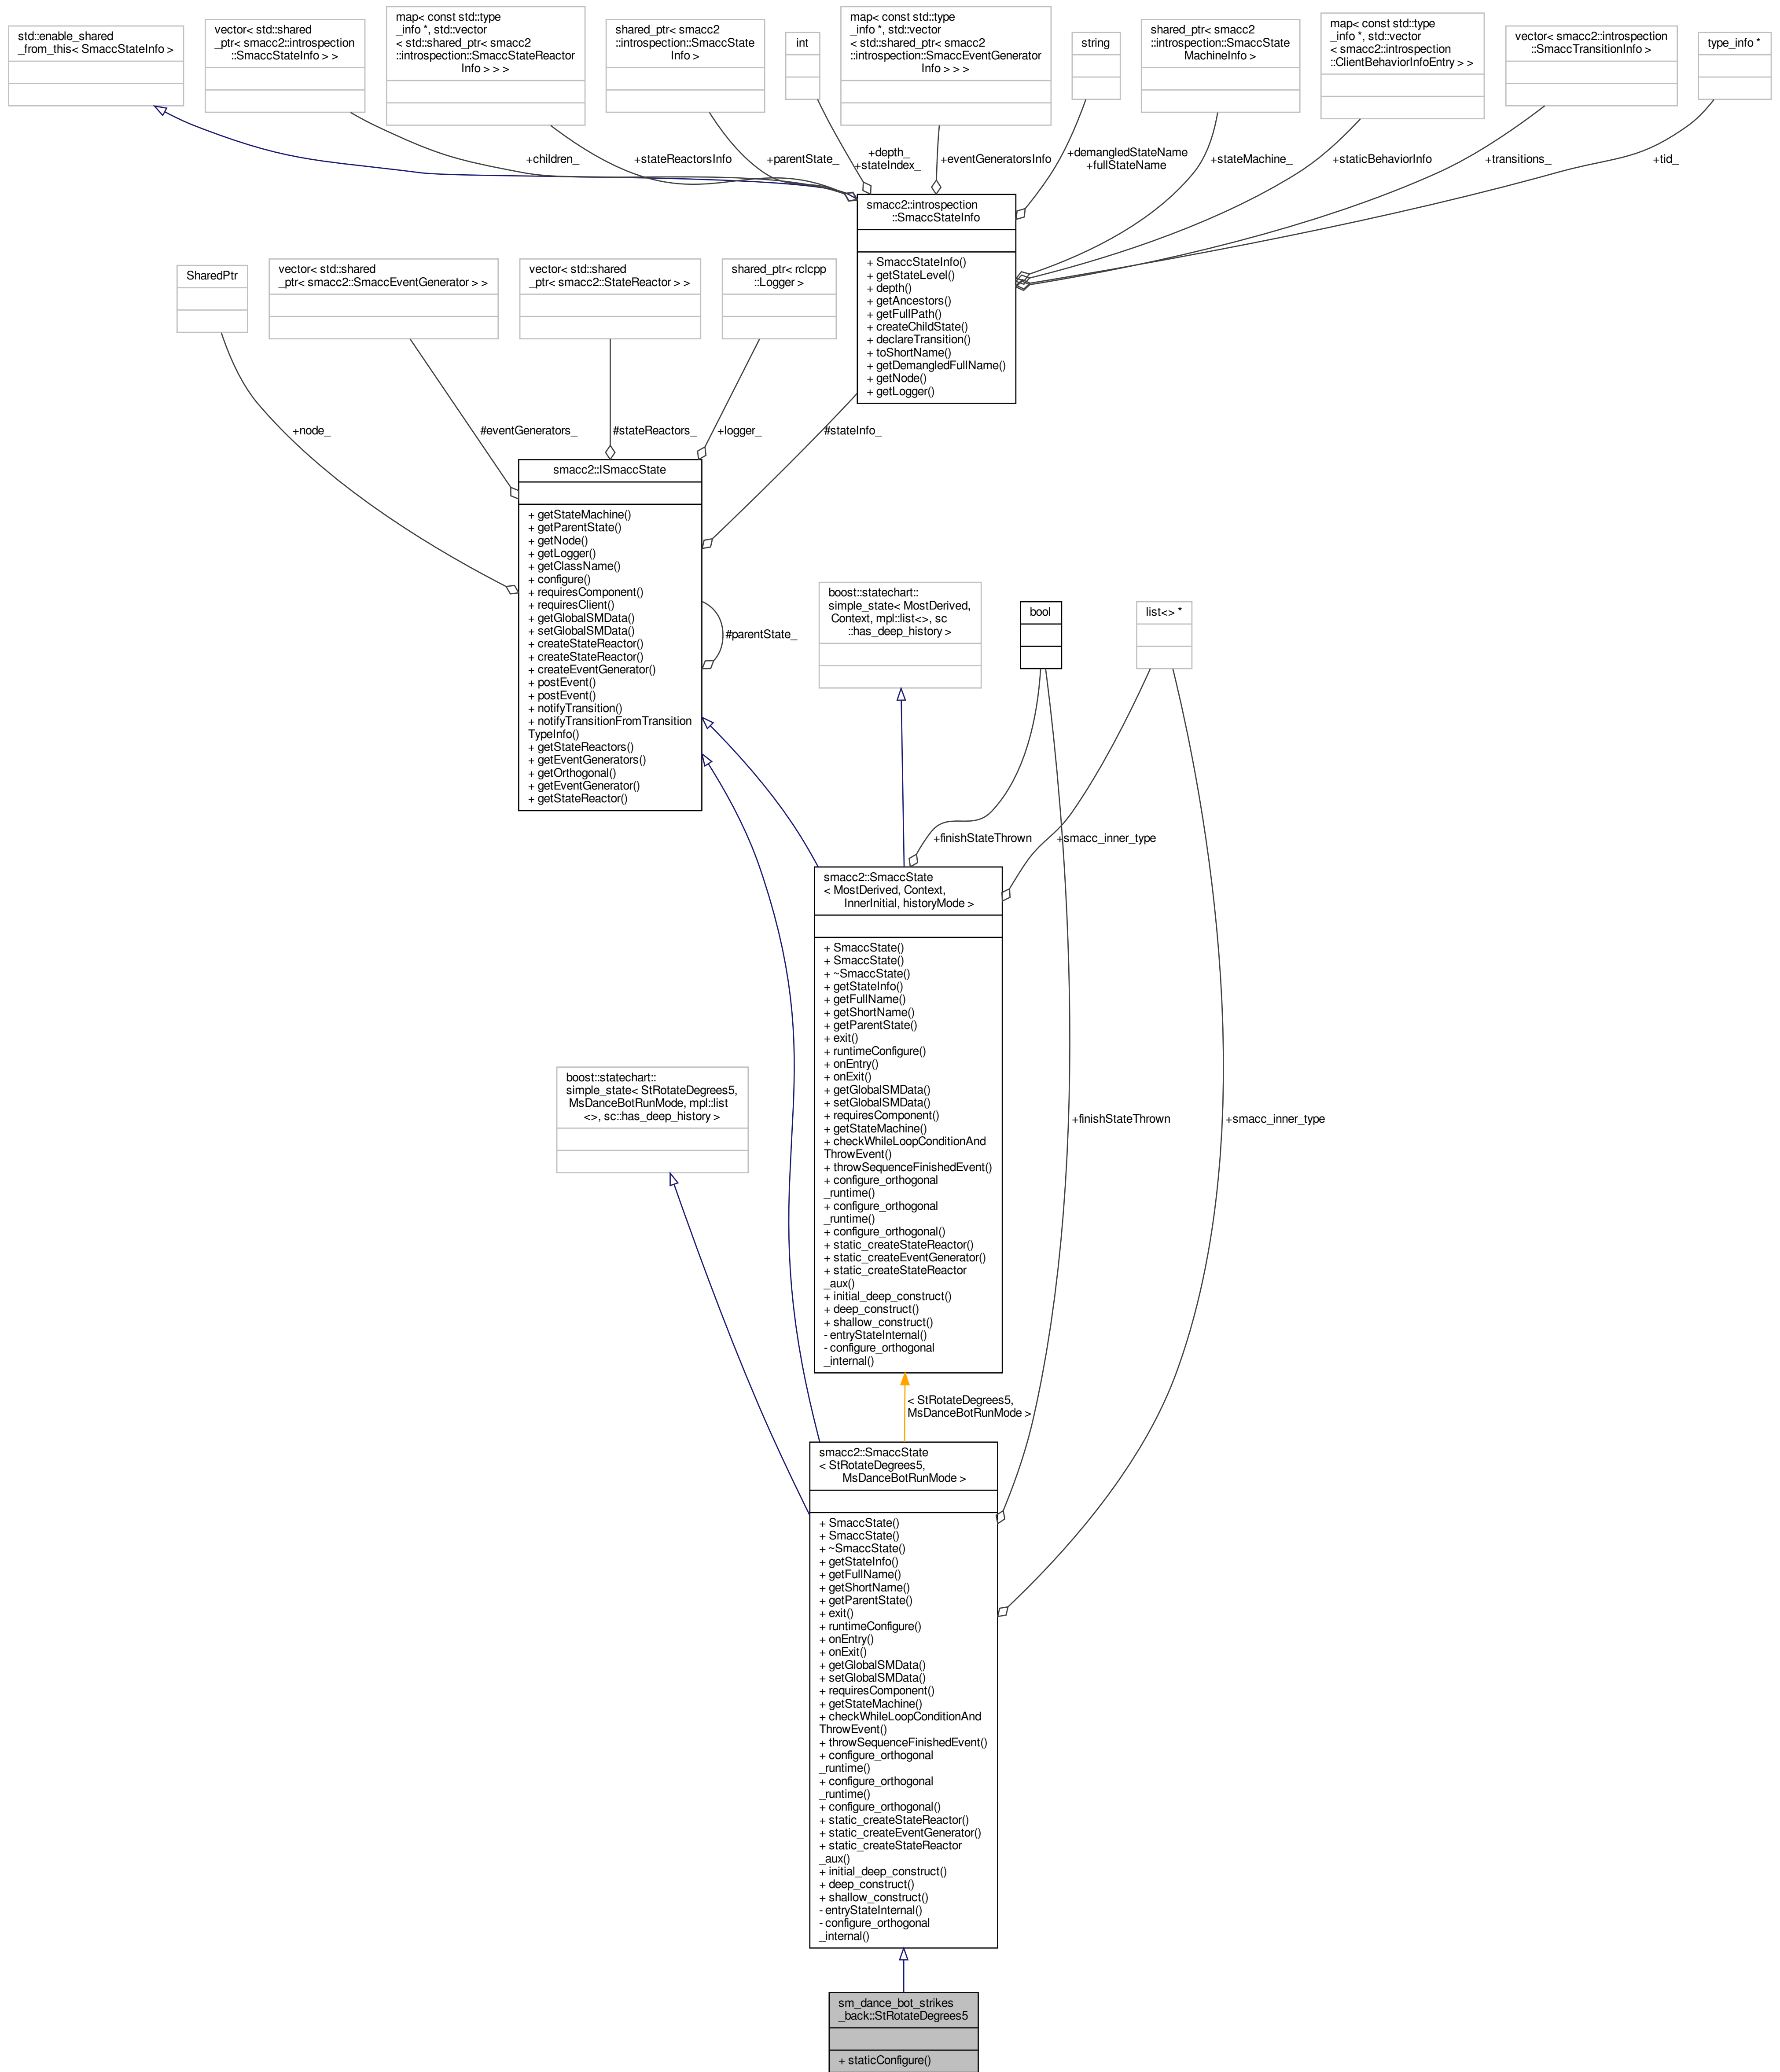 std::enable_shared
_from_this< SmaccStateInfo >
vector< std::shared
_ptr< smacc2::introspection
::SmaccStateInfo > >
map< const std::type
_info *, std::vector
< std::shared_ptr< smacc2
::introspection::SmaccStateReactor
Info > > >
shared_ptr< smacc2
::introspection::SmaccState
Info >
int
map< const std::type
_info *, std::vector
< std::shared_ptr< smacc2
::introspection::SmaccEventGenerator
Info > > >
string
shared_ptr< smacc2
::introspection::SmaccState
MachineInfo >
map< const std::type
_info *, std::vector
< smacc2::introspection
::ClientBehaviorInfoEntry > >
vector< smacc2::introspection
::SmaccTransitionInfo >
type_info *
+children_
+stateReactorsInfo
+parentState_
+depth_
+stateIndex_
+eventGeneratorsInfo
+demangledStateName
+fullStateName
+stateMachine_
+staticBehaviorInfo
+transitions_
+tid_
smacc2::introspection
::SmaccStateInfo
+ SmaccStateInfo()
+ getStateLevel()
+ depth()
+ getAncestors()
+ getFullPath()
+ createChildState()
+ declareTransition()
+ toShortName()
+ getDemangledFullName()
+ getNode()
+ getLogger()
SharedPtr
vector< std::shared
_ptr< smacc2::SmaccEventGenerator > >
vector< std::shared
_ptr< smacc2::StateReactor > >
shared_ptr< rclcpp
::Logger >
+node_
#eventGenerators_
#stateReactors_
+logger_
#stateInfo_
smacc2::ISmaccState
+ getStateMachine()
+ getParentState()
+ getNode()
+ getLogger()
+ getClassName()
+ configure()
+ requiresComponent()
+ requiresClient()
+ getGlobalSMData()
+ setGlobalSMData()
+ createStateReactor()
+ createStateReactor()
+ createEventGenerator()
+ postEvent()
+ postEvent()
+ notifyTransition()
+ notifyTransitionFromTransition
TypeInfo()
+ getStateReactors()
+ getEventGenerators()
+ getOrthogonal()
+ getEventGenerator()
+ getStateReactor()
#parentState_
boost::statechart::
simple_state< MostDerived,
Context, mpl::list<>, sc
::has_deep_history >
bool
list<> *
+finishStateThrown
+smacc_inner_type
smacc2::SmaccState
< MostDerived, Context,
InnerInitial, historyMode >
+ SmaccState()
+ SmaccState()
+ ~SmaccState()
+ getStateInfo()
+ getFullName()
+ getShortName()
+ getParentState()
+ exit()
+ runtimeConfigure()
+ onEntry()
+ onExit()
+ getGlobalSMData()
+ setGlobalSMData()
+ requiresComponent()
+ getStateMachine()
+ checkWhileLoopConditionAnd
ThrowEvent()
+ throwSequenceFinishedEvent()
+ configure_orthogonal
_runtime()
+ configure_orthogonal
_runtime()
+ configure_orthogonal()
+ static_createStateReactor()
+ static_createEventGenerator()
+ static_createStateReactor
_aux()
+ initial_deep_construct()
+ deep_construct()
+ shallow_construct()
- entryStateInternal()
- configure_orthogonal
_internal()
boost::statechart::
simple_state< StRotateDegrees5,
MsDanceBotRunMode, mpl::list
<>, sc::has_deep_history >
+finishStateThrown
+smacc_inner_type
< StRotateDegrees5,
MsDanceBotRunMode >
smacc2::SmaccState
< StRotateDegrees5,
MsDanceBotRunMode >
+ SmaccState()
+ SmaccState()
+ ~SmaccState()
+ getStateInfo()
+ getFullName()
+ getShortName()
+ getParentState()
+ exit()
+ runtimeConfigure()
+ onEntry()
+ onExit()
+ getGlobalSMData()
+ setGlobalSMData()
+ requiresComponent()
+ getStateMachine()
+ checkWhileLoopConditionAnd
ThrowEvent()
+ throwSequenceFinishedEvent()
+ configure_orthogonal
_runtime()
+ configure_orthogonal
_runtime()
+ configure_orthogonal()
+ static_createStateReactor()
+ static_createEventGenerator()
+ static_createStateReactor
_aux()
+ initial_deep_construct()
+ deep_construct()
+ shallow_construct()
- entryStateInternal()
- configure_orthogonal
_internal()
sm_dance_bot_strikes
_back::StRotateDegrees5
+ staticConfigure()